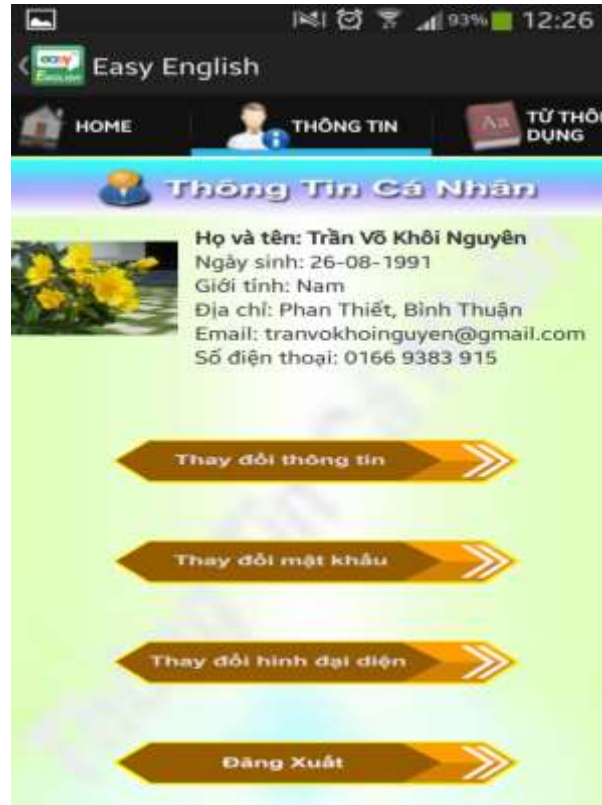 93% 12:26
Easy English
HOME
THÔNG TIN
TỪ THÔN
DỤNG
Thông Tin Cá Nhân
Họ và tên: Trần Võ Khôi Nguyên
Ngày sinh: 26-08-1991
Giới tính: Nam
Địa chỉ: Phan Thiết, Bình Thuận
Email: tranvokhoinguyen@gmail.com
Số điện thoại: 0166 9383 915
Thay đổi thông tin
Thay đổi mật khẩu
Thay đổi hình đại diện
Đăng Xuất